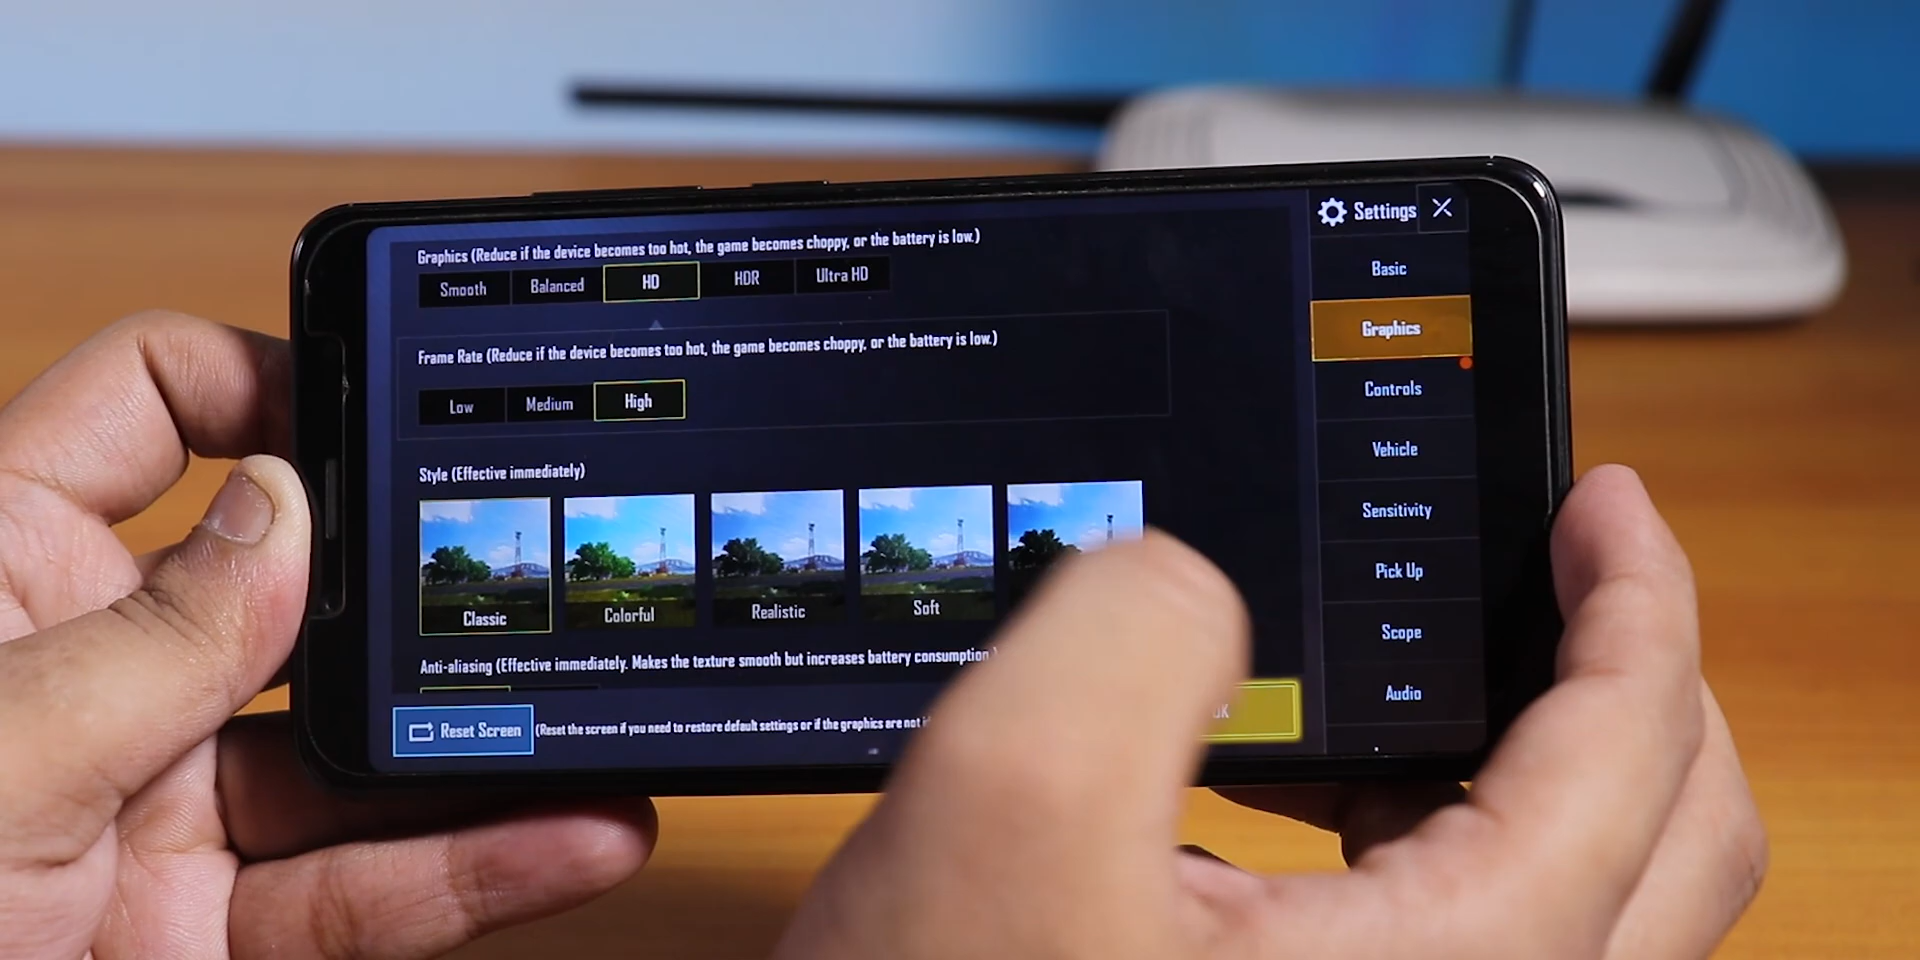 Graphics (Reduce if the device becomes too hot, the game becomes choppy, or the battery is low.)
Smooth Balanced HD HDR Ultra HD
Frame Rate (Reduce if the device becomes too hot, the game becomes choppy, or the battery is low.)
Low Medium High
Style (Effective immediately)
Classic Colorful Realistic Soft
Anti-aliasing (Effective immediately. Makes the texture smooth but increases battery consumption.
Reset Screen (Reset the screen if you need to restore default settings or if the graphics are not
Settings X
Basic
Graphics
Controls
Vehicle
Sensitivity
Pick Up
Scope
Audio